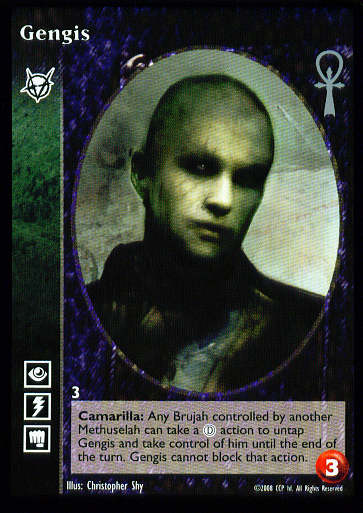 Gengis
3
Camarilla: Any Brujah controlled by another
Methuselah can take a Ⓓ action to untap
Gengis and take control of him until the end of
the turn. Gengis cannot block that action.
3
Illus: Christopher Shy
©2008 CCP hf. All Rights Reserved